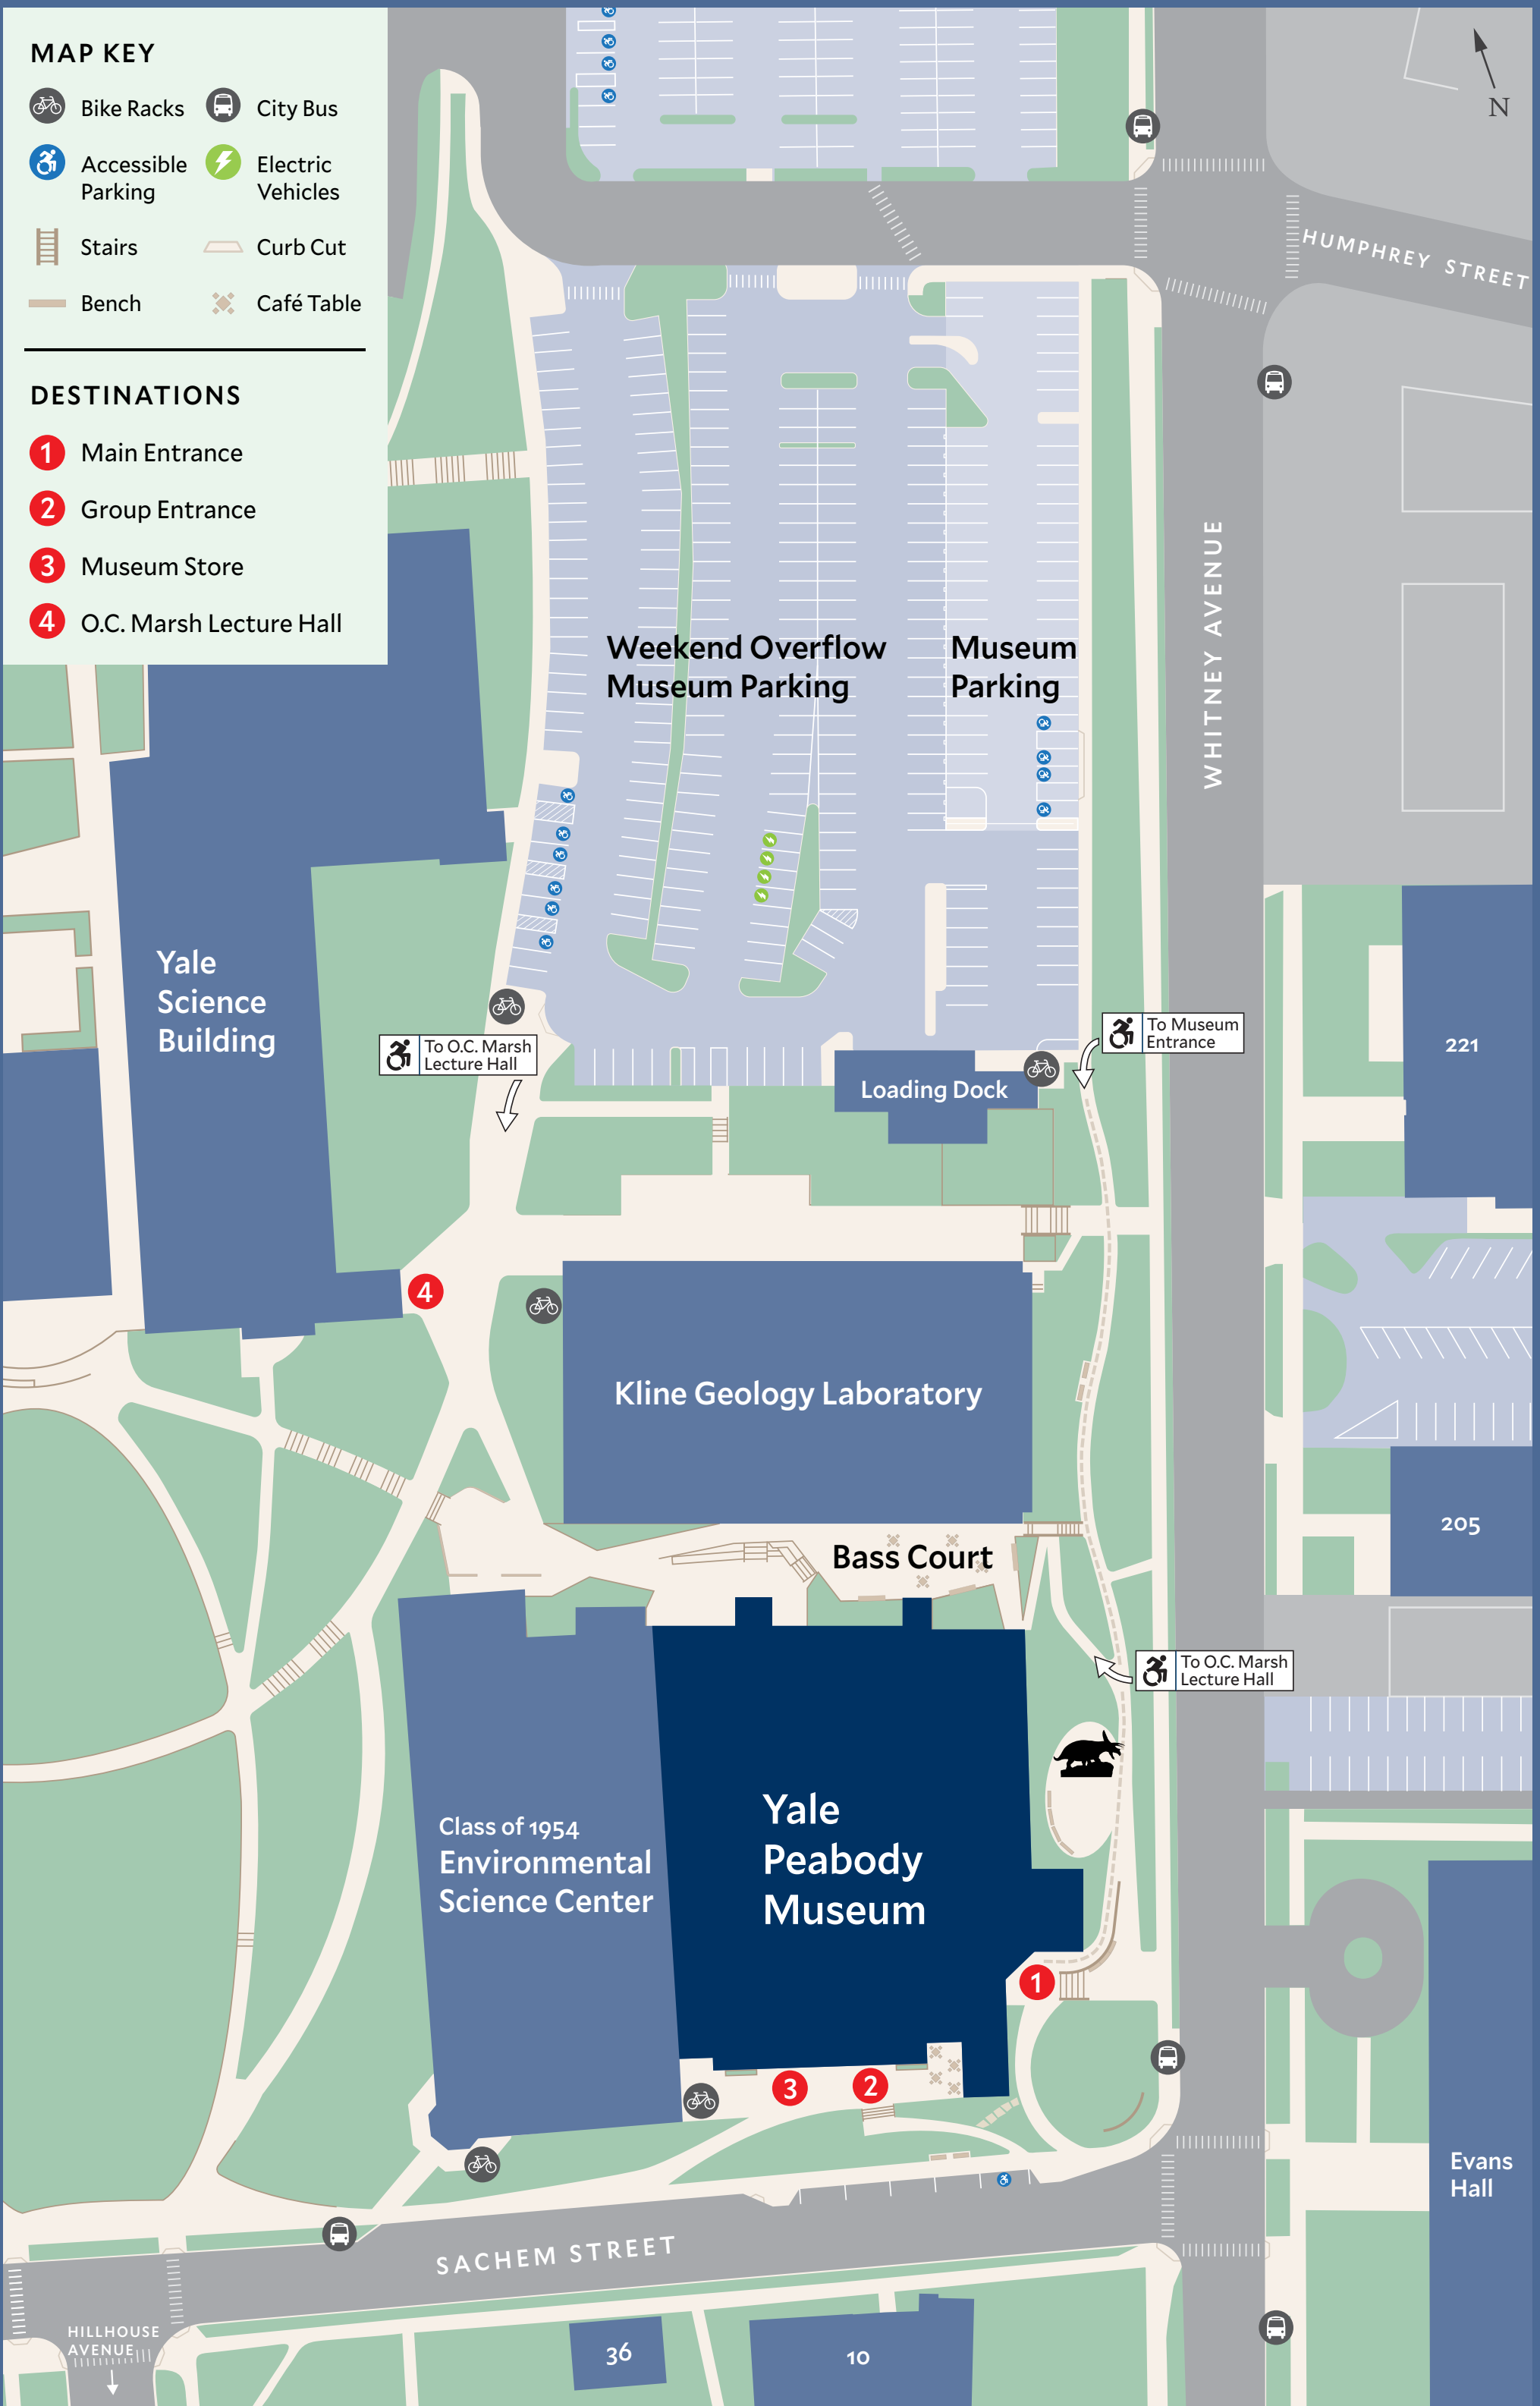 MAP KEY
Bike Racks
City Bus
Accessible
Parking
Electric
Vehicles
Stairs
Curb Cut
Bench
Café Table
DESTINATIONS
1 Main Entrance
2 Group Entrance
3 Museum Store
4 O.C. Marsh Lecture Hall
N
HUMPHREY STREET
WHITNEY AVENUE
Weekend Overflow
Museum Parking
Museum
Parking
Yale
Science
Building
To O.C. Marsh
Lecture Hall
To Museum
Entrance
Loading Dock
221
4
Kline Geology Laboratory
205
Bass Court
To O.C. Marsh
Lecture Hall
Yale
Peabody
Museum
Class of 1954
Environmental
Science Center
1
3
2
Evans
Hall
SACHEM STREET
HILLHOUSE
AVENUE
36
10